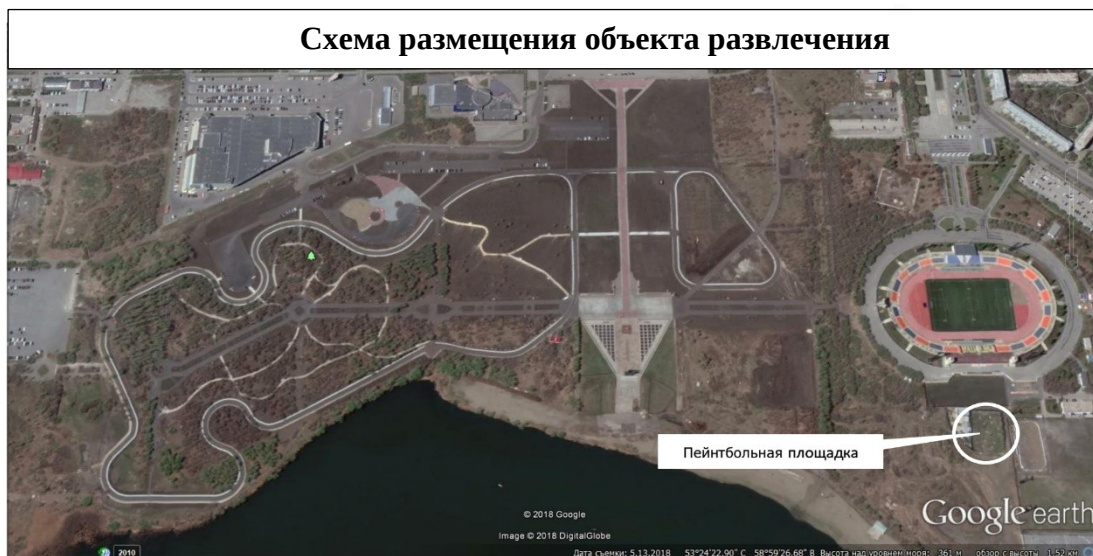 Схема размещения объекта развлечения
Пейнтбольная площадка
© 2018 Google
Image © 2018 DigitalGlobe
Google earth
2010
Дата съемки: 5.13.2018 53°24'22.90" С 58°59'26.68" В Высота над уровнем моря: 361 м обзор с высоты 1.52 км